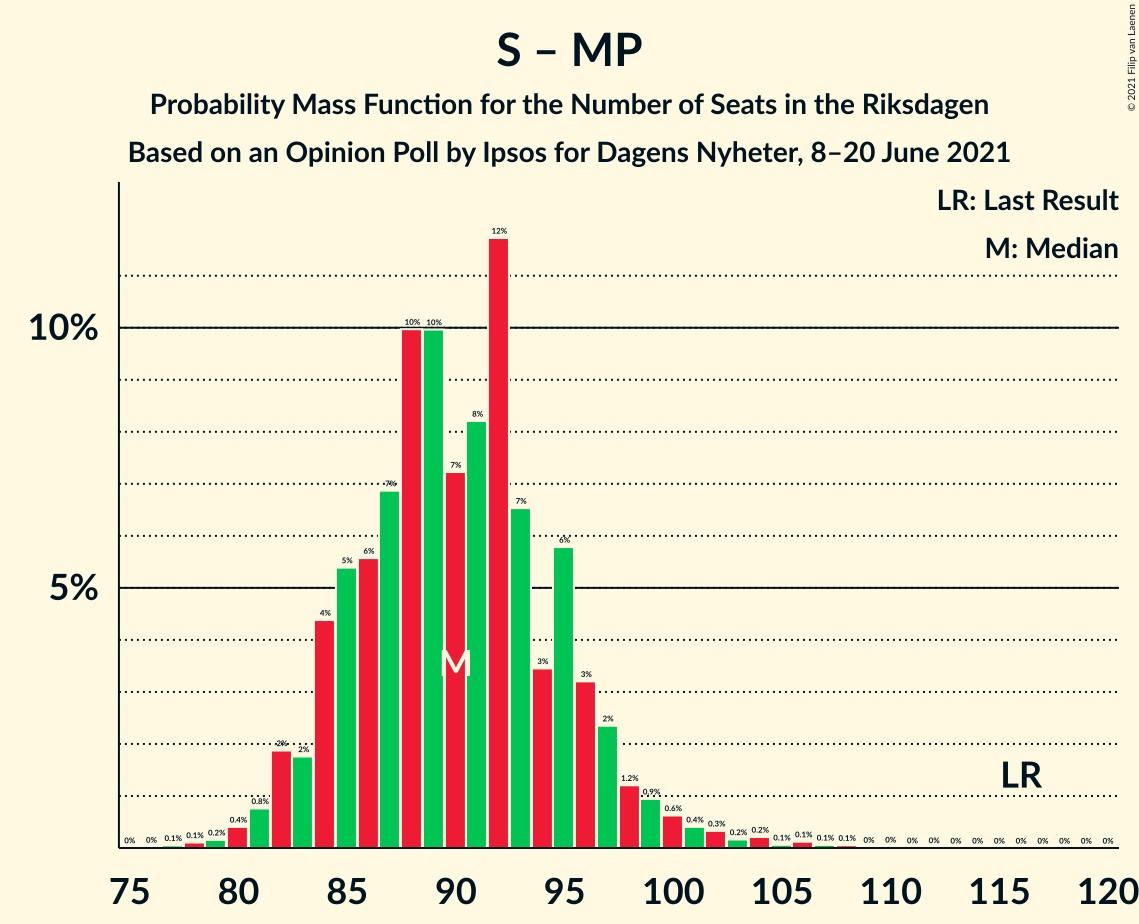 S – MP
Probability Mass Function for the Number of Seats in the Riksdagen
Based on an Opinion Poll by Ipsos for Dagens Nyheter, 8–20 June 2021
© 2021 Filip van Laenen
LR: Last Result
M: Median
10%
5%
0% 0% 0.1% 0.1% 0.2% 0.4% 0.8% 2% 2% 4% 5% 6% 7% 10% 10% 7% 8% 12% 7% 3% 6% 3% 2% 1.2% 0.9% 0.6% 0.4% 0.3% 0.2% 0.2% 0.1% 0.1% 0.1% 0.1% 0% 0% 0% 0% 0% 0% 0% 0% 0% 0% 0% 0%
M
LR
75 80 85 90 95 100 105 110 115 120